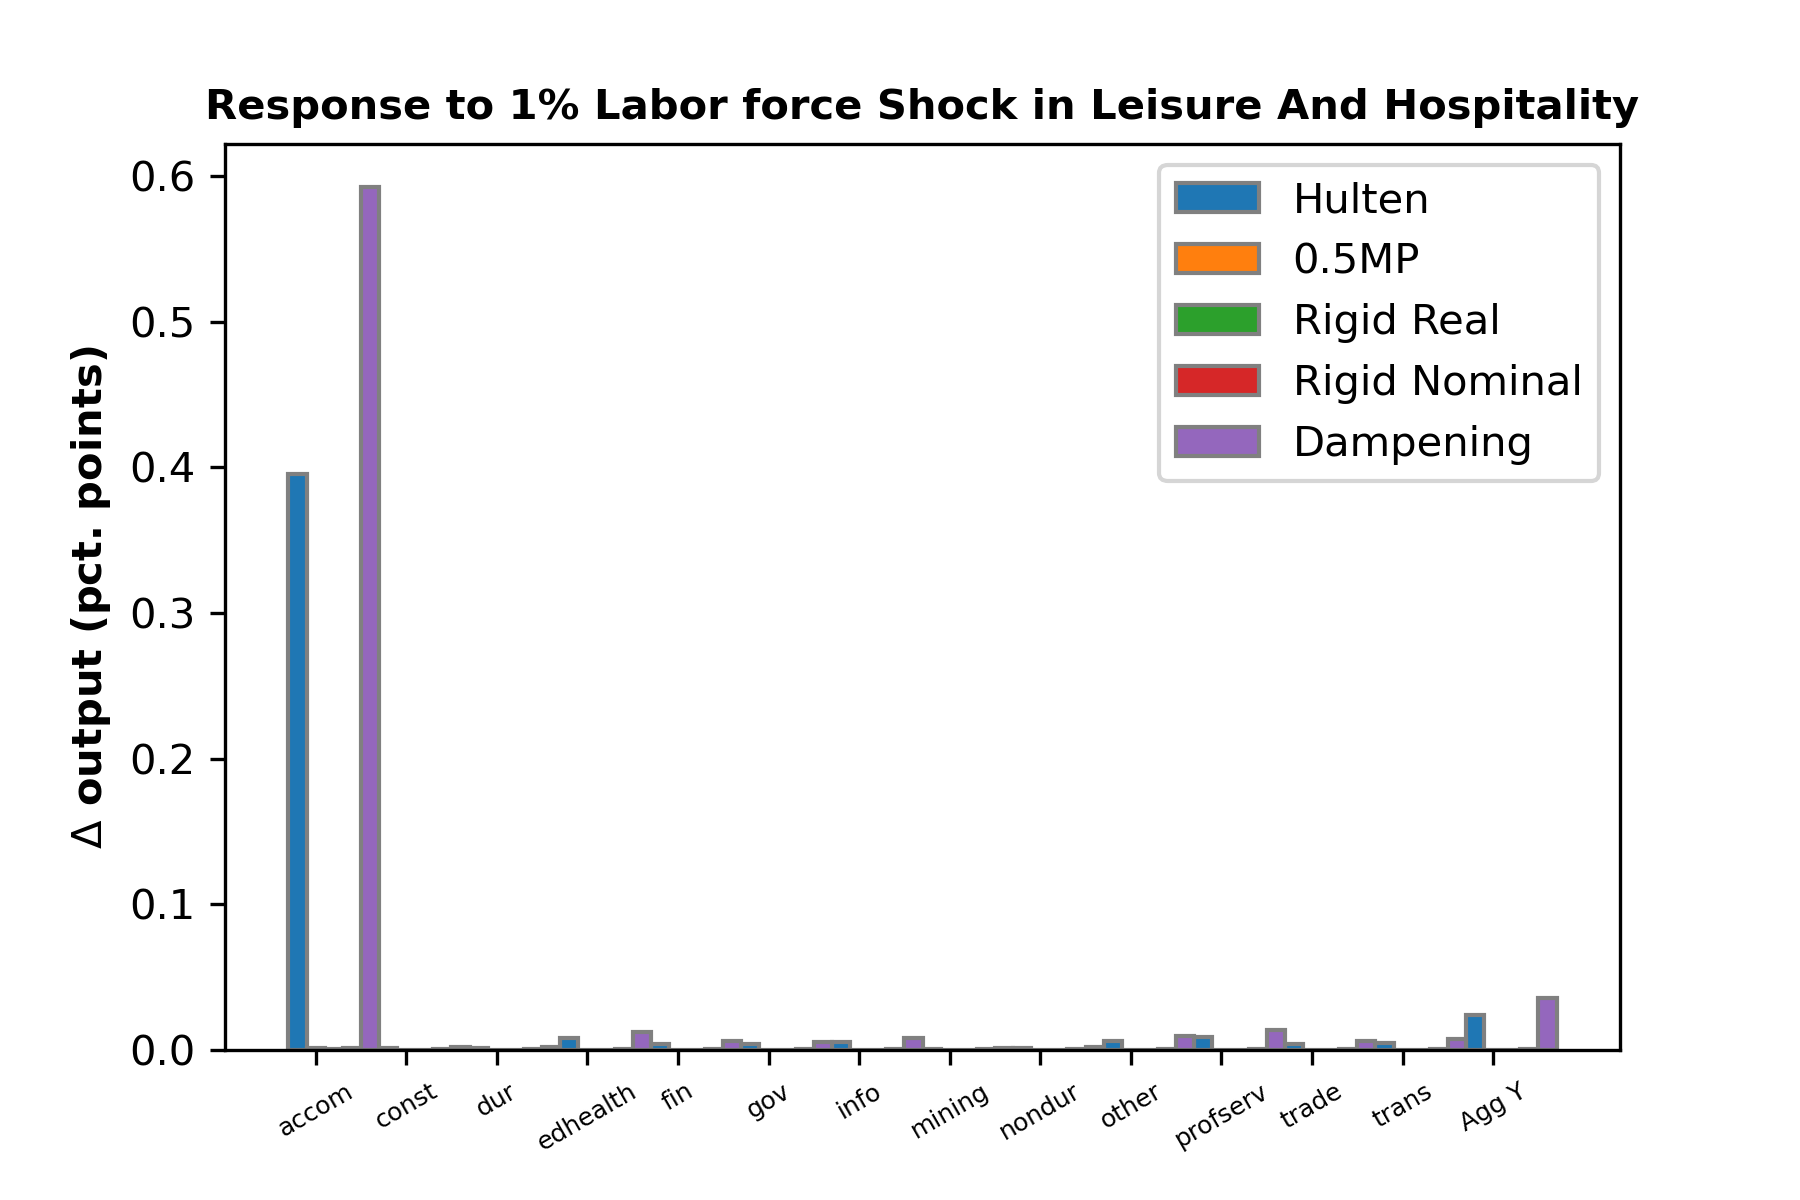 Response to 1% Labor force Shock in Leisure And Hospitality
Δ output (pct. points)
0.6
0.5
0.4
0.3
0.2
0.1
0.0
Hulten
0.5MP
Rigid Real
Rigid Nominal
Dampening
accom
const
dur
edhealth
fin
gov
info
mining
nondur
other
profserv
trade
trans
Agg Y